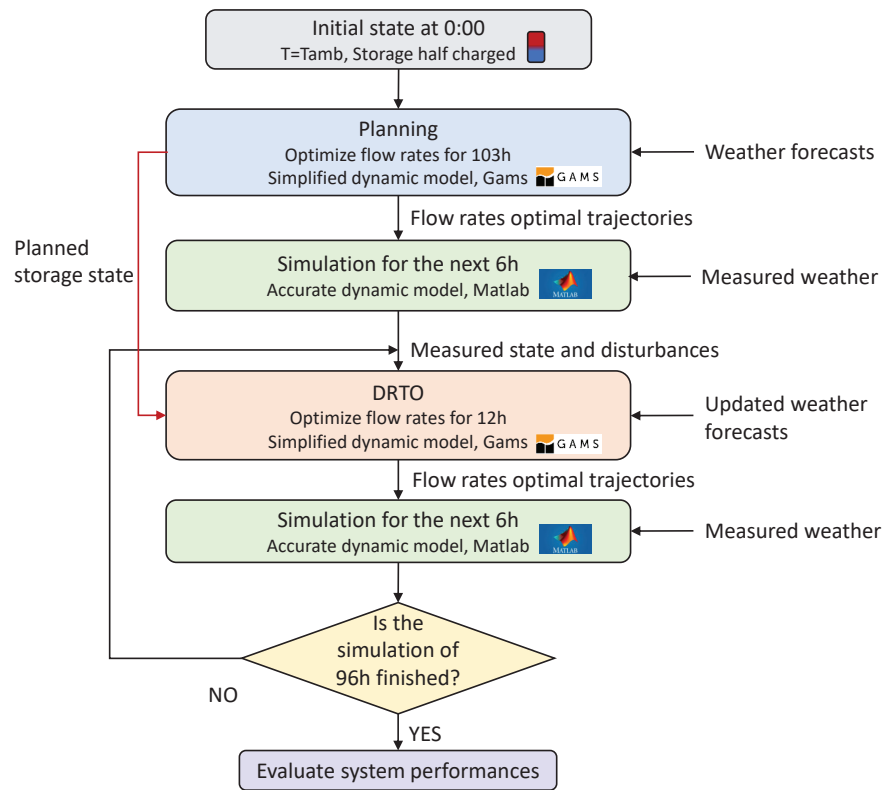 Initial state at 0:00
T=Tamb, Storage half charged
Planning
Optimize flow rates for 103h
Simplified dynamic model, Gams GAMS
Weather forecasts
Flow rates optimal trajectories
Planned
storage state
Simulation for the next 6h
Accurate dynamic model, Matlab MATLAB
Measured weather
Measured state and disturbances
DRTO
Optimize flow rates for 12h
Simplified dynamic model, Gams GAMS
Updated weather
forecasts
Flow rates optimal trajectories
Simulation for the next 6h
Accurate dynamic model, Matlab MATLAB
Measured weather
Is the
simulation of
96h finished?
NO
YES
Evaluate system performances